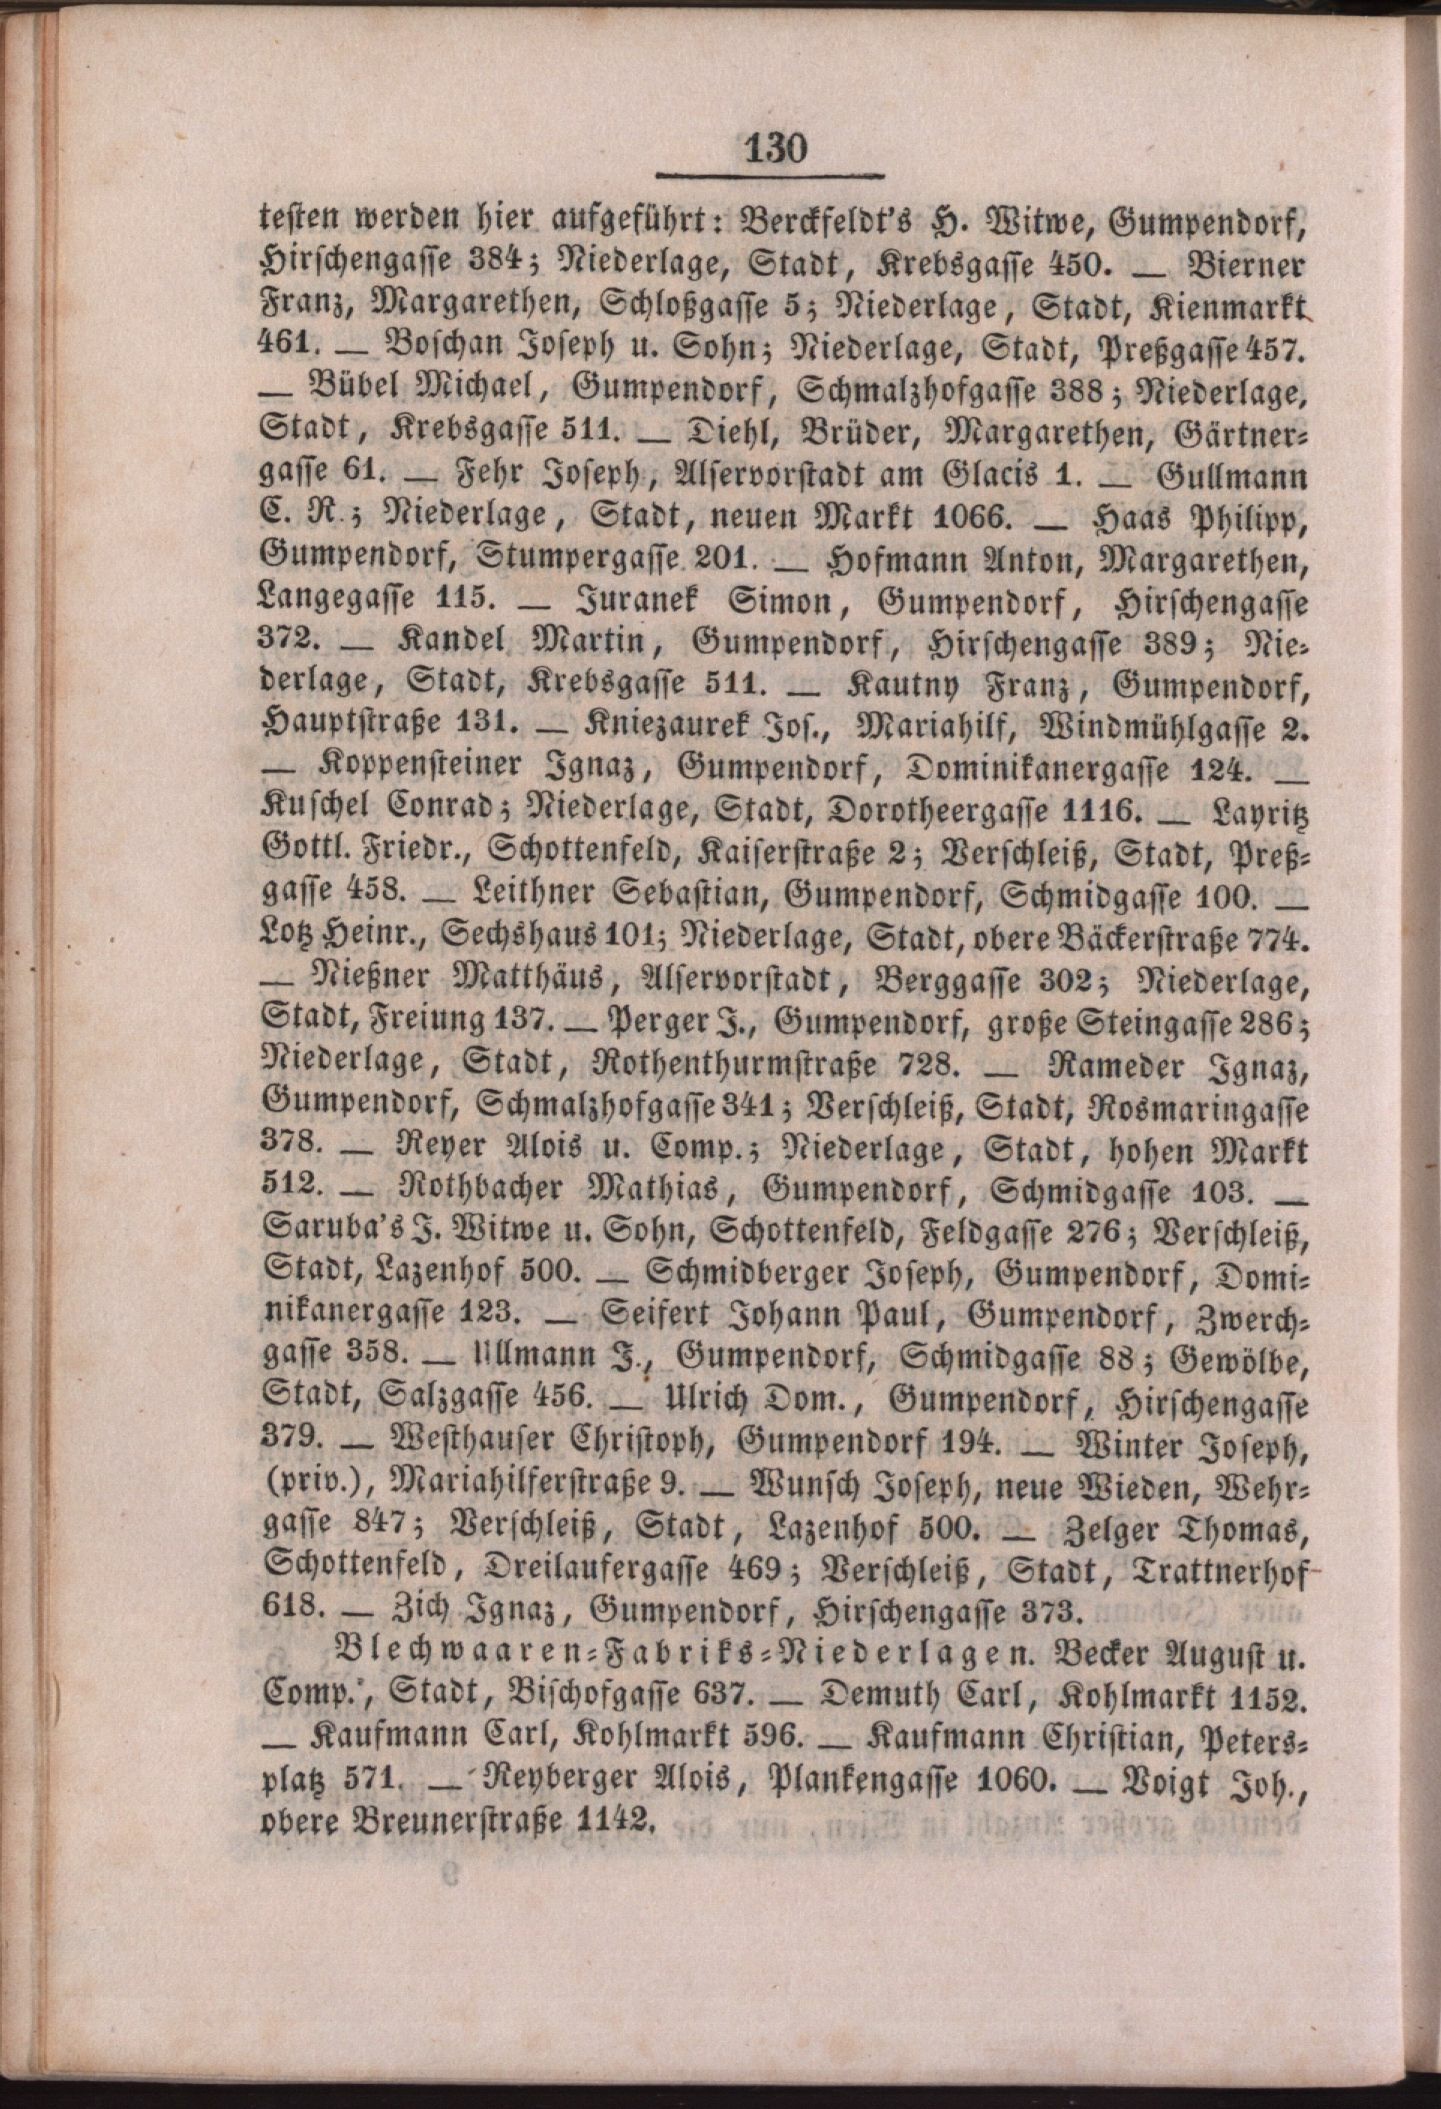 130
testen werden hier aufgeführt: Berckfeldt's H. Witwe, Gumpendorf,
Hirschengasse 384; Niederlage, Stadt, Krebsgasse 450. — Bierner
Franz, Margarethen, Schloßgasse 5; Niederlage, Stadt, Kienmarkt
461. — Boschan Joseph u. Sohn; Niederlage, Stadt, Preßgasse 457.
— Bübel Michael, Gumpendorf, Schmalzhofgasse 388; Niederlage,
Stadt, Krebsgasse 511. — Diehl, Brüder, Margarethen, Gärtner-
gasse 61. — Fehr Joseph, Alservorstadt am Glacis 1. — Gullmann
C. R.; Niederlage, Stadt, neuen Markt 1066. — Haas Philipp,
Gumpendorf, Stumpergasse 201. — Hofmann Anton, Margarethen,
Langegasse 115. — Juranek Simon, Gumpendorf, Hirschengasse
372. — Kandel Martin, Gumpendorf, Hirschengasse 389; Nie-
derlage, Stadt, Krebsgasse 511. — Kautny Franz, Gumpendorf,
Hauptstraße 131. — Kniezaurek Jos., Mariahilf, Windmühlgasse 2.
— Koppensteiner Ignaz, Gumpendorf, Dominikanergasse 124. —
Kuschel Conrad; Niederlage, Stadt, Dorotheergasse 1116. — Layritz
Gottl. Friedr., Schottenfeld, Kaiserstraße 2; Verschleiß, Stadt, Preß-
gasse 458. — Leithner Sebastian, Gumpendorf, Schmidgasse 100. —
Lotz Heinr., Sechshaus 101; Niederlage, Stadt, obere Bäckerstraße 774.
— Nießner Matthäus, Alservorstadt, Berggasse 302; Niederlage,
Stadt, Freiung 137. — Perger J., Gumpendorf, große Steingasse 286;
Niederlage, Stadt, Rothenthurmstraße 728. — Rameder Ignaz,
Gumpendorf, Schmalzhofgasse 341; Verschleiß, Stadt, Rosmaringasse
378. — Reyer Alois u. Comp.; Niederlage, Stadt, hohen Markt
512. — Rothbacher Mathias, Gumpendorf, Schmidgasse 103. —
Saruba's J. Witwe u. Sohn, Schottenfeld, Feldgasse 276; Verschleiß,
Stadt, Lazenhof 500. — Schmidberger Joseph, Gumpendorf, Domi-
nikanergasse 123. — Seifert Johann Paul, Gumpendorf, Zwerch-
gasse 358. — Ullmann J., Gumpendorf, Schmidgasse 88; Gewölbe,
Stadt, Salzgasse 456. — Ulrich Dom., Gumpendorf, Hirschengasse
379. — Westhauser Christoph, Gumpendorf 194. — Winter Joseph,
(priv.), Mariahilferstraße 9. — Wunsch Joseph, neue Wieden, Wehr-
gasse 847; Verschleiß, Stadt, Lazenhof 500. — Zelger Thomas,
Schottenfeld, Dreilaufergasse 469; Verschleiß, Stadt, Trattnerhof
618. — Zich Ignaz, Gumpendorf, Hirschengasse 373.
Blechwaaren-Fabriks-Niederlagen. Becker August u.
Comp., Stadt, Bischofgasse 637. — Demuth Carl, Kohlmarkt 1152.
— Kaufmann Carl, Kohlmarkt 596. — Kaufmann Christian, Peters-
platz 571. — Reyberger Alois, Plankengasse 1060. — Voigt Joh.,
obere Breunerstraße 1142.